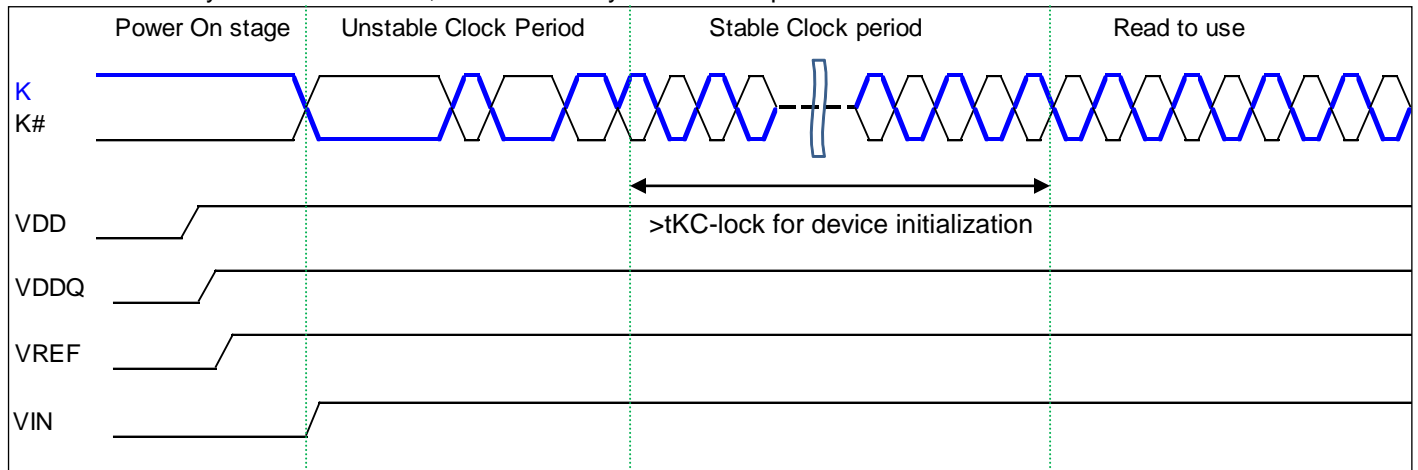 Power On stage Unstable Clock Period Stable Clock period Read to use
K
K#
VDD
>tKC-lock for device initialization
VDDQ
VREF
VIN